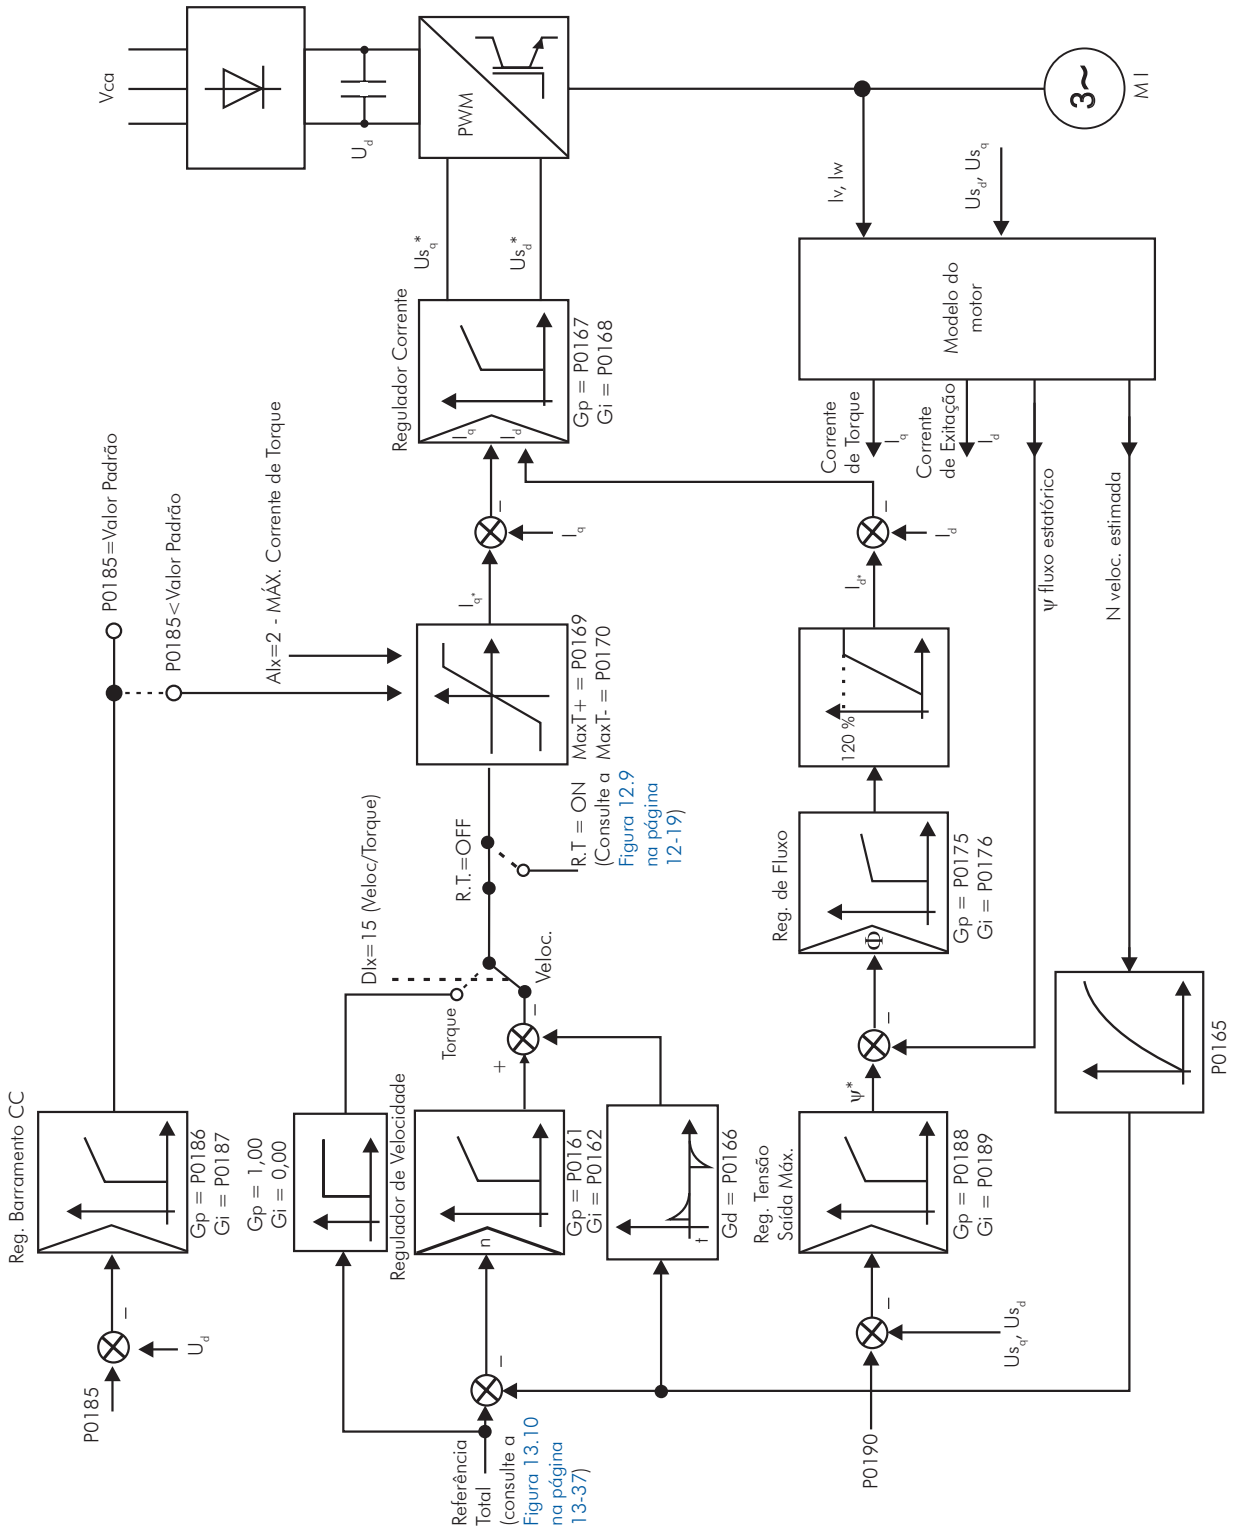 Reg. Barramento CC
P0185
U_d
Gp = P0186
Gi = P0187
P0185=Valor Padrão
P0185<Valor Padrão
AIx=2 - MÁX. Corrente de Torque
Vca
U_d
PWM
Us_q*
Us_d*
Regulador Corrente
I_q
I_d
Gp = P0167
Gi = P0168
I_q*
I_q
MaxT+ = P0169
MaxT- = P0170
R.T.=OFF
R.T = ON
(Consulte a
Figura 12.9
na página
12-19)
DIx=15 (Veloc/Torque)
Torque
Veloc.
Gp = 1,00
Gi = 0,00
Regulador de Velocidade
n
Gp = P0161
Gi = P0162
t
Gd = P0166
Referência
Total
(consulte a
Figura 13.10
na página
13-37)
Reg. Tensão
Saída Máx.
Gp = P0188
Gi = P0189
P0190
Us_q, Us_d
Ψ*
Reg. de Fluxo
Φ
Gp = P0175
Gi = P0176
120 %
I_d*
I_d
Corrente
de Torque
I_q
Corrente
de Exitação
I_d
Ψ fluxo estatórico
N veloc. estimada
Modelo do
motor
Iv, Iw
Us_d, Us_q
3~
M I
P0165
+
−
−
−
−
−
−
−